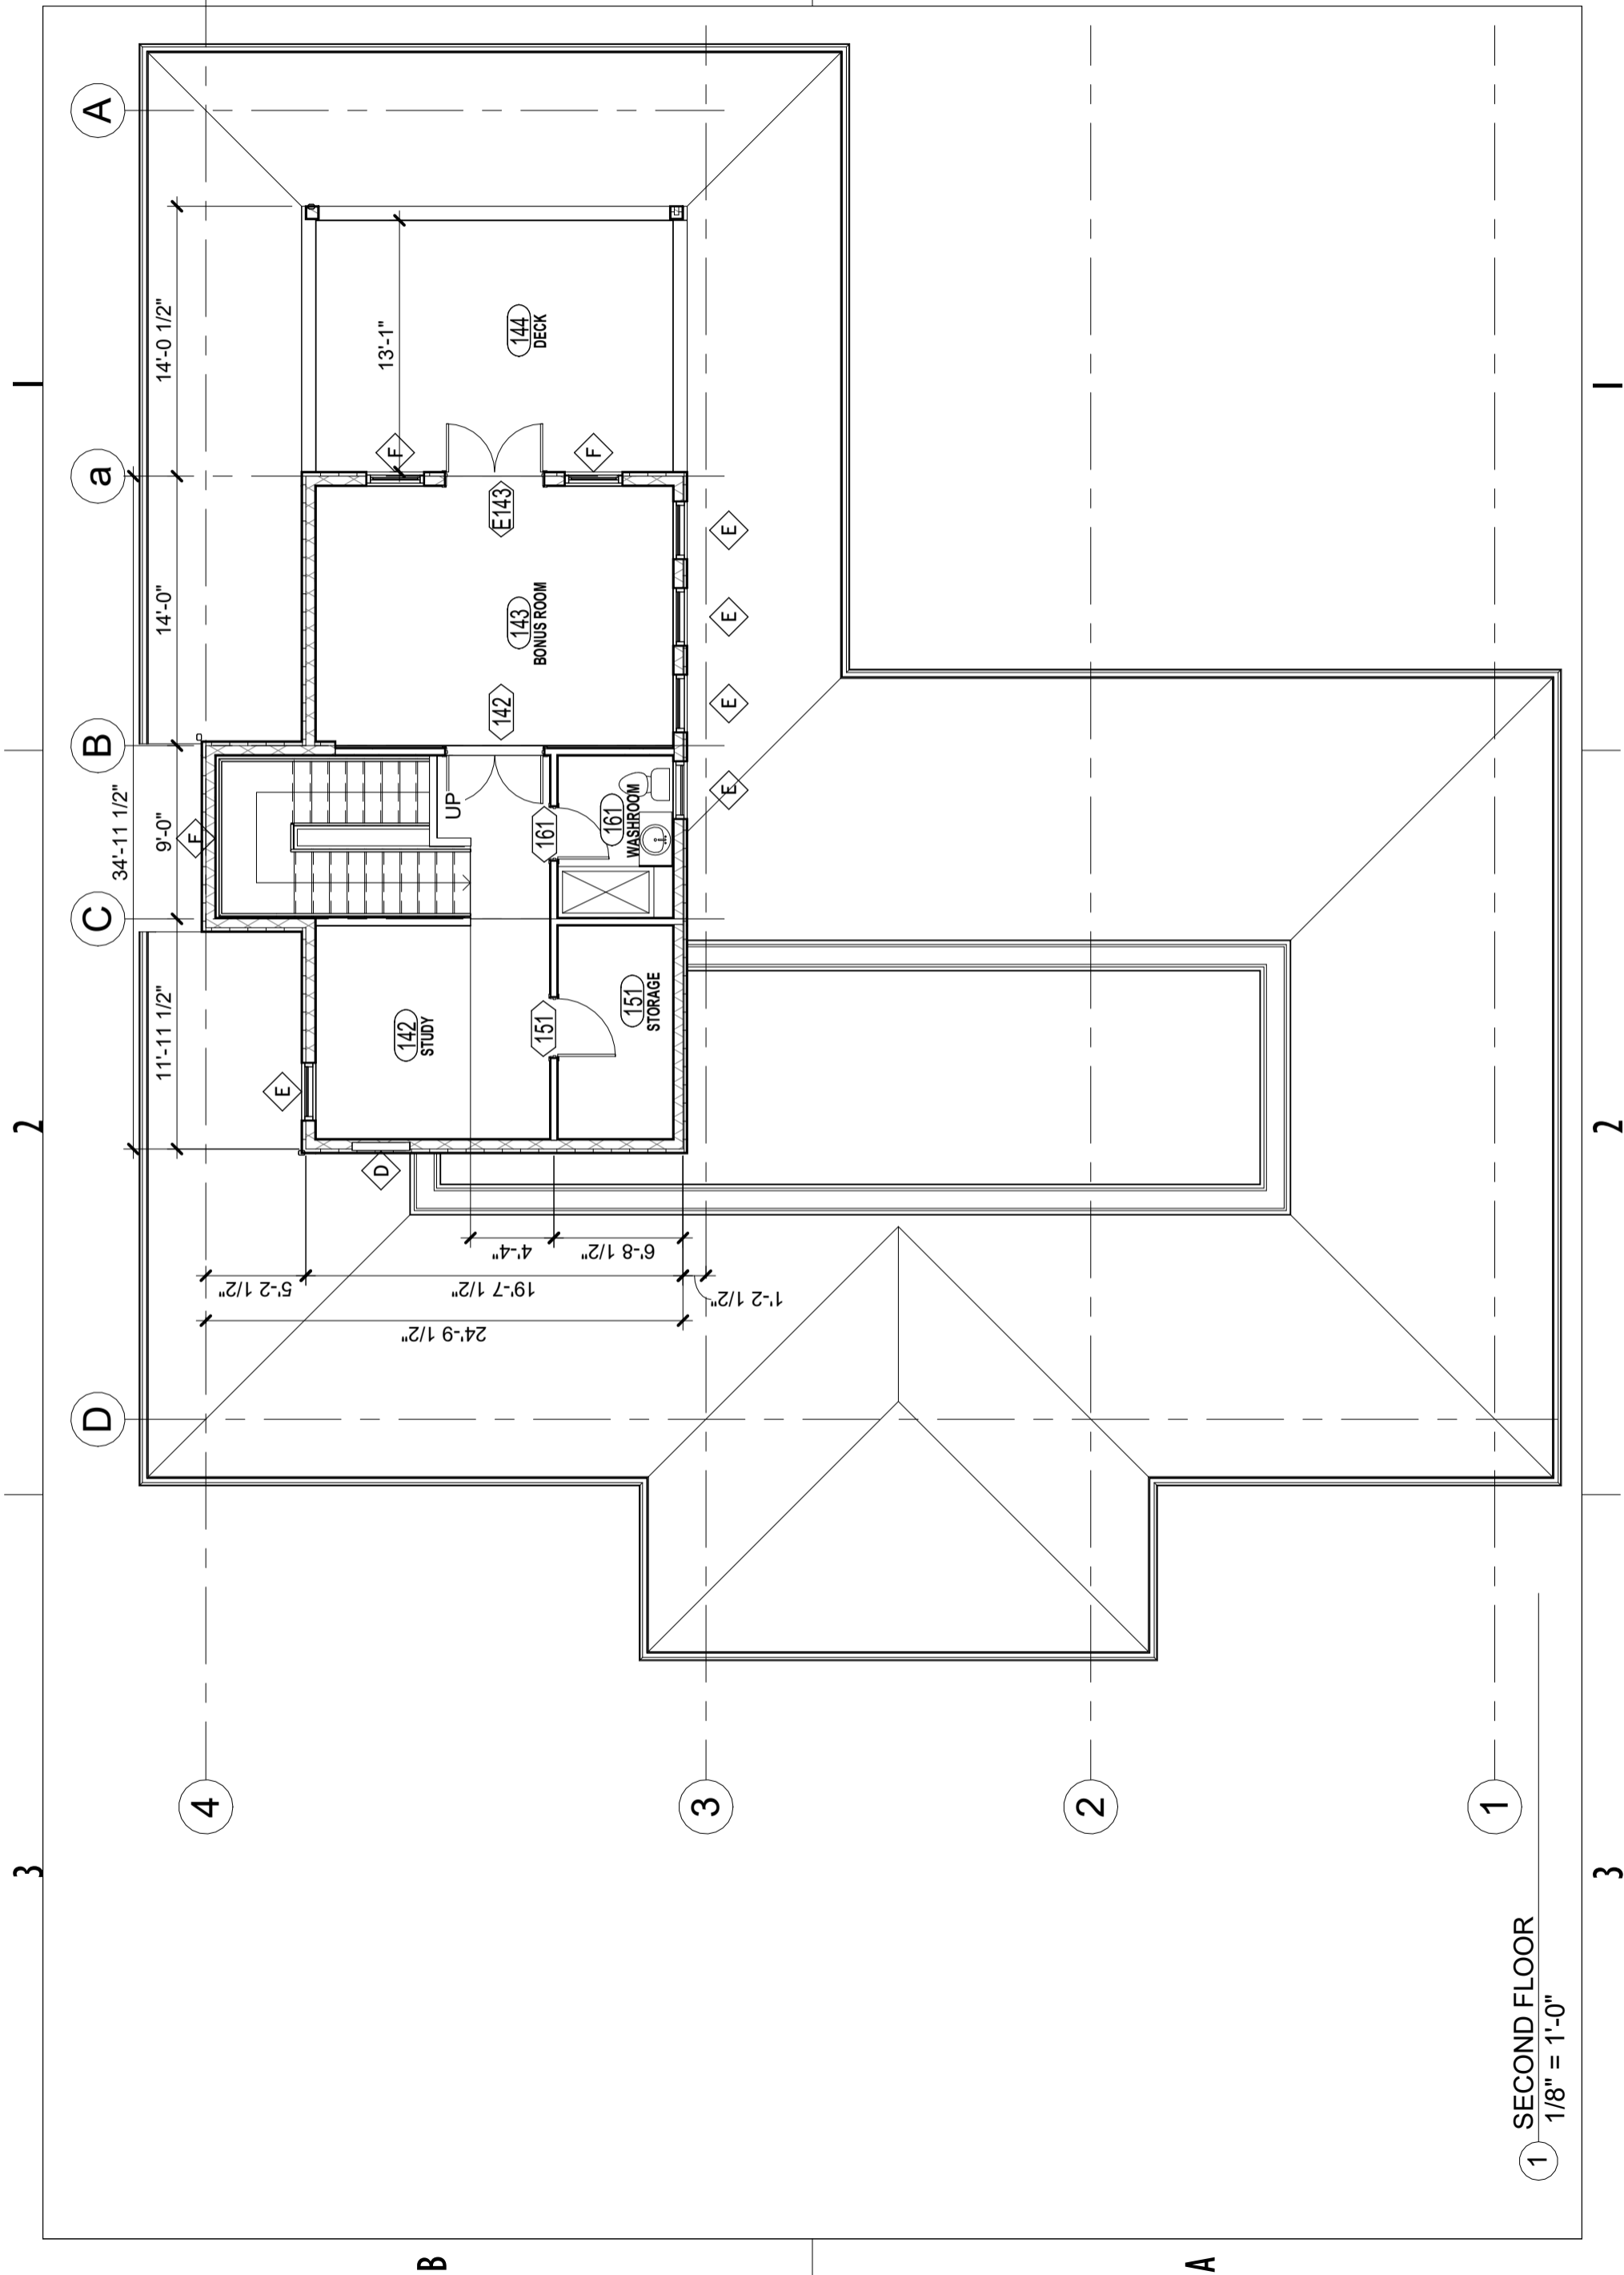 1
2
3
A
a
B
C
D
34'-11 1/2"
14'-0 1/2"
14'-0"
9'-0"
11'-11 1/2"
13'-1"
144
DECK
F
F
F
E143
143
BONUS ROOM
142
E
E
E
E
UP
161
161
WASHROOM
142
STUDY
151
151
STORAGE
E
D
4'-4"
6'-8 1/2"
5'-2 1/2"
19'-7 1/2"
1'-2 1/2"
24'-9 1/2"
4
3
2
1
1
SECOND FLOOR
1/8" = 1'-0"
1
2
3
B
A